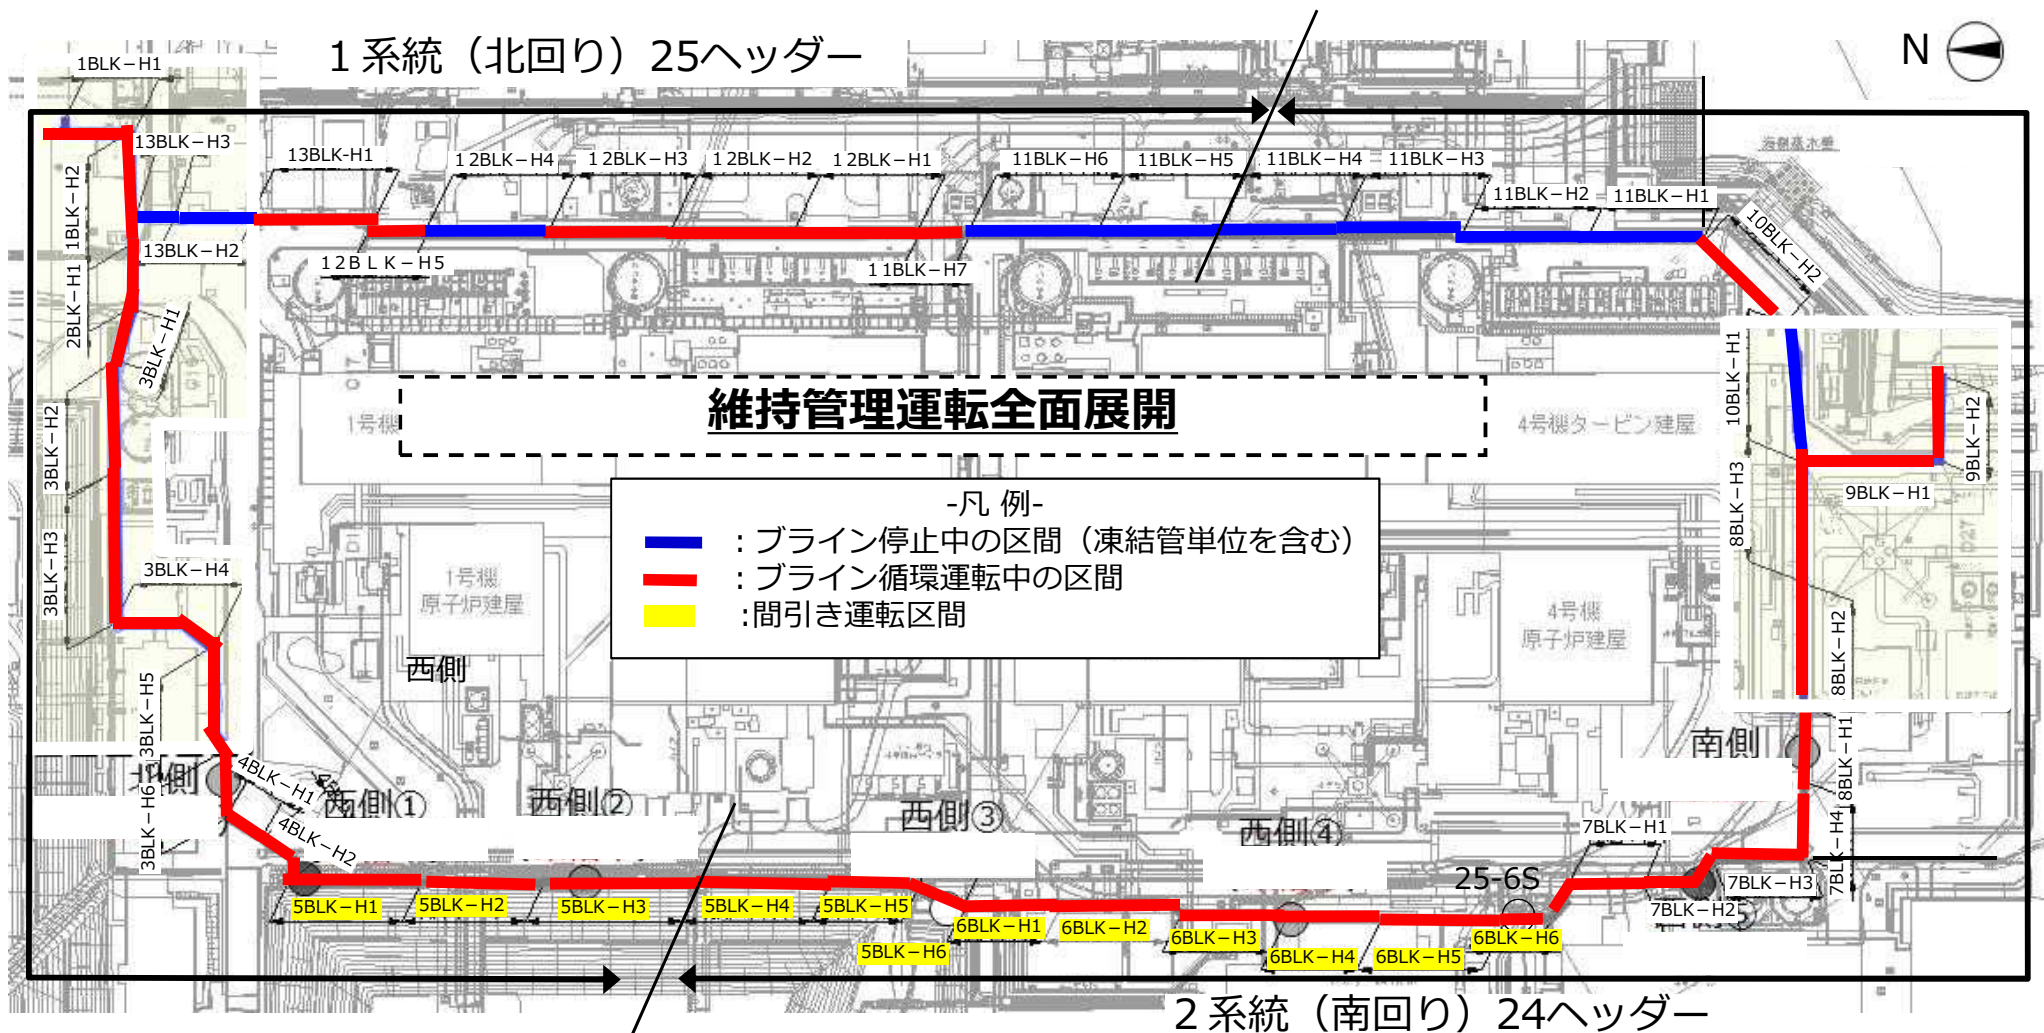 1系統（北回り）25ヘッダー
N
1BLK－H1
13BLK－H3
13BLK-H1
12BLK－H4
12BLK－H3
12BLK－H2
12BLK－H1
11BLK－H6
11BLK－H5
11BLK－H4
11BLK－H3
11BLK－H2
11BLK－H1
海側遮水壁
10BLK－H2
1BLK－H2
13BLK－H2
12BLK－H5
11BLK－H7
2BLK－H1
3BLK－H1
10BLK－H1
維持管理運転全面展開
1号機
4号機タービン建屋
3BLK－H2
9BLK－H2
9BLK－H1
8BLK－H3
-凡 例-
：ブライン停止中の区間（凍結管単位を含む）
：ブライン循環運転中の区間
:間引き運転区間
3BLK－H3
3BLK－H4
1号機
原子炉建屋
4号機
原子炉建屋
西側
8BLK－H2
3BLK－H5
8BLK－H1
北側
南側
4BLK－H1
西側①
西側②
西側③
西側④
3BLK－H6
4BLK－H2
7BLK－H1
7BLK－H4
25-6S
7BLK－H3
7BLK－H2
5BLK－H1
5BLK－H2
5BLK－H3
5BLK－H4
5BLK－H5
5BLK－H6
6BLK－H1
6BLK－H2
6BLK－H3
6BLK－H4
6BLK－H5
6BLK－H6
2系統（南回り）24ヘッダー